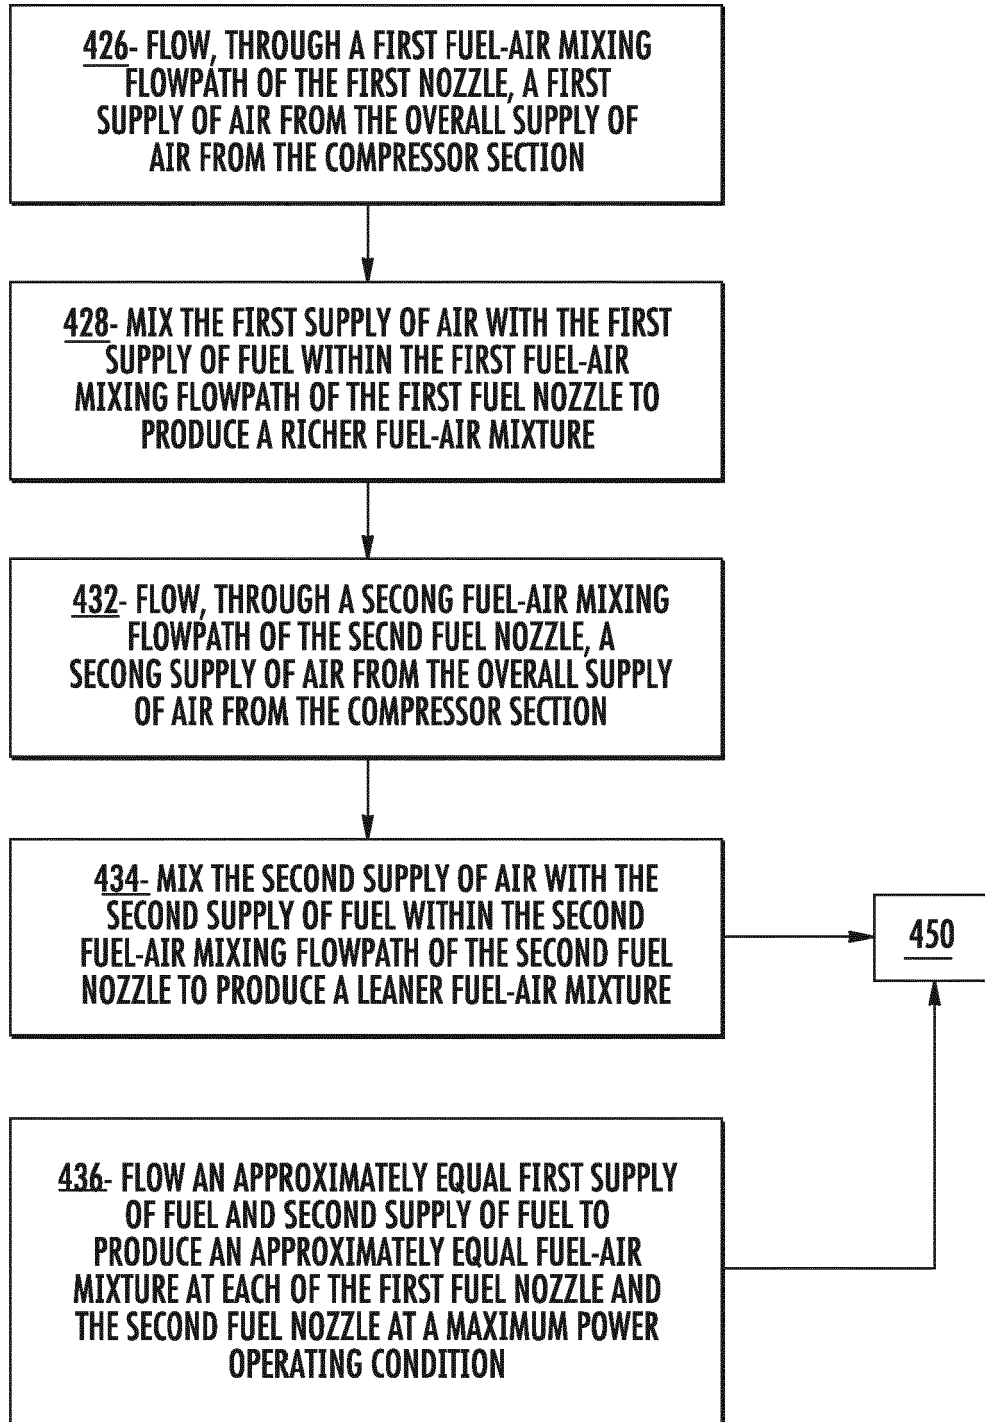 426- FLOW, THROUGH A FIRST FUEL-AIR MIXING
FLOWPATH OF THE FIRST NOZZLE, A FIRST
SUPPLY OF AIR FROM THE OVERALL SUPPLY OF
AIR FROM THE COMPRESSOR SECTION
428- MIX THE FIRST SUPPLY OF AIR WITH THE FIRST
SUPPLY OF FUEL WITHIN THE FIRST FUEL-AIR
MIXING FLOWPATH OF THE FIRST FUEL NOZZLE TO
PRODUCE A RICHER FUEL-AIR MIXTURE
432- FLOW, THROUGH A SECONG FUEL-AIR MIXING
FLOWPATH OF THE SECND FUEL NOZZLE, A
SECONG SUPPLY OF AIR FROM THE OVERALL SUPPLY
OF AIR FROM THE COMPRESSOR SECTION
434- MIX THE SECOND SUPPLY OF AIR WITH THE
SECOND SUPPLY OF FUEL WITHIN THE SECOND
FUEL-AIR MIXING FLOWPATH OF THE SECOND FUEL
NOZZLE TO PRODUCE A LEANER FUEL-AIR MIXTURE
450
436- FLOW AN APPROXIMATELY EQUAL FIRST SUPPLY
OF FUEL AND SECOND SUPPLY OF FUEL TO
PRODUCE AN APPROXIMATELY EQUAL FUEL-AIR
MIXTURE AT EACH OF THE FIRST FUEL NOZZLE AND
THE SECOND FUEL NOZZLE AT A MAXIMUM POWER
OPERATING CONDITION